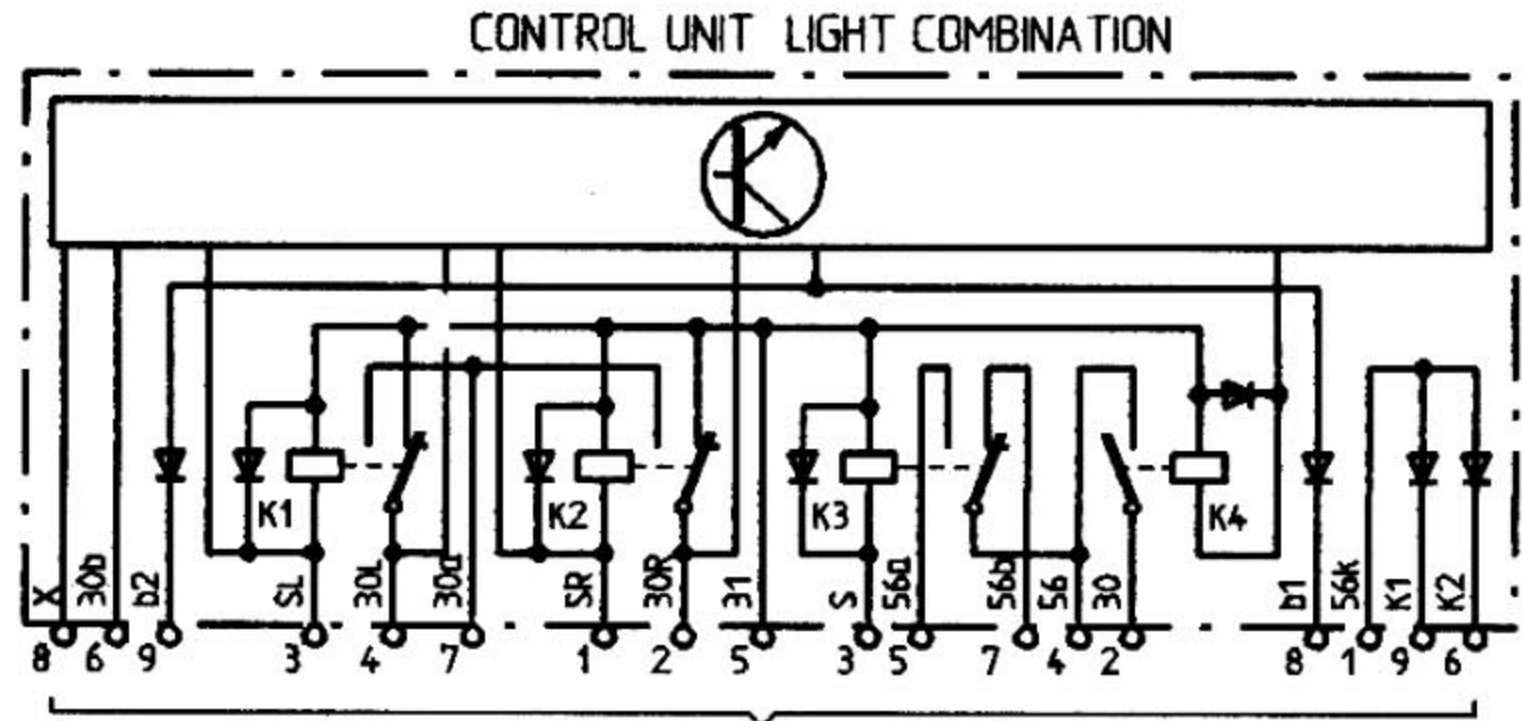 CONTROL UNIT LIGHT COMBINATION
K1 K2 K3 K4
X 30b b2 SL 30L 30a SR 30R 31 S 56a 56b 56 30 b1 56k K1 K2
8 6 9 3 4 7 1 2 5 3 5 7 4 2 8 1 9 6